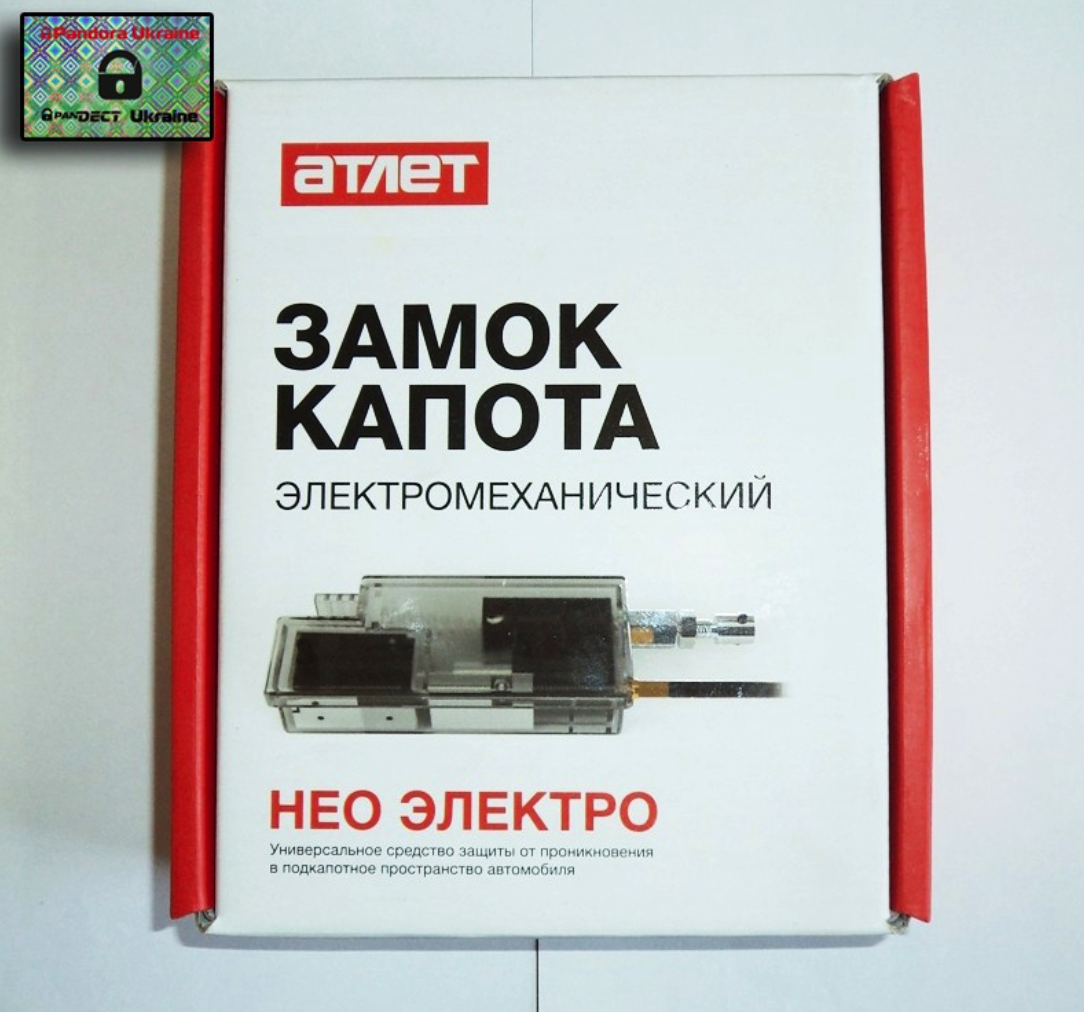 Pandora Ukraine
PANDECT Ukraine
атлет
ЗАМОК
КАПОТА
ЭЛЕКТРОМЕХАНИЧЕСКИЙ
НЕО ЭЛЕКТРО
Универсальное средство защиты от проникновения
в подкапотное пространство автомобиля